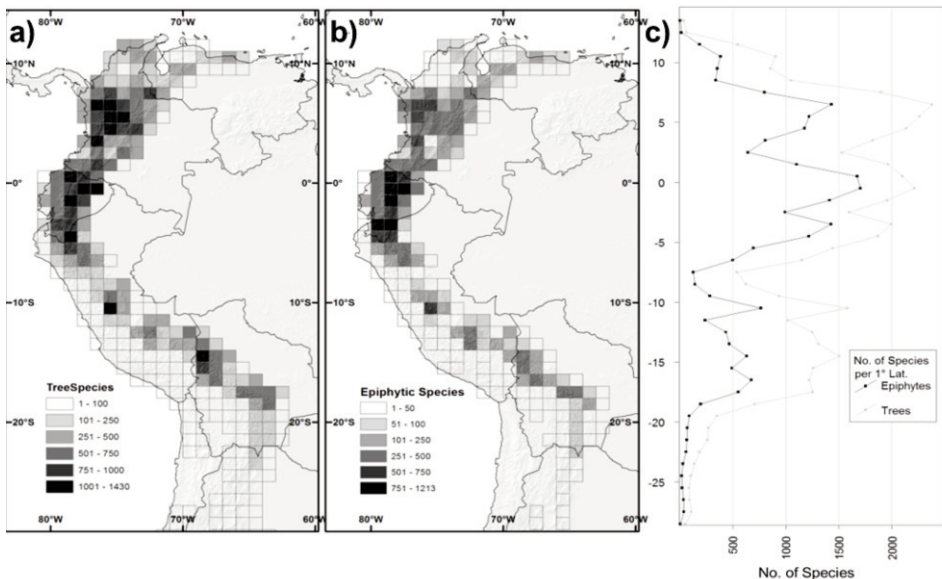 a)
80°W
70°W
60°W
10°N
0°
10°S
20°S
TreeSpecies
1 - 100
101 - 250
251 - 500
501 - 750
751 - 1000
1001 - 1430
80°W
70°W
60°W
b)
80°W
70°W
60°W
10°N
0°
10°S
20°S
Epiphytic Species
1 - 50
51 - 100
101 - 250
251 - 500
501 - 750
751 - 1213
80°W
70°W
60°W
c)
10
5
0
-5
-10
-15
-20
-25
No. of Species
per 1° Lat.
Epiphytes
Trees
500
1000
1500
2000
No. of Species